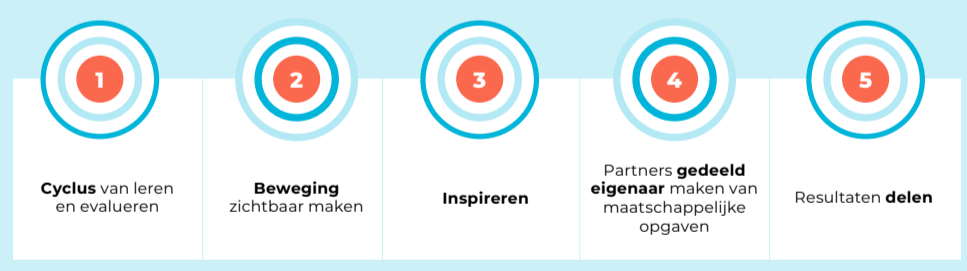 1
Cyclus van leren
en evalueren
2
Beweging
zichtbaar maken
3
Inspireren
4
Partners gedeeld
eigenaar maken van
maatschappelijke
opgaven
5
Resultaten delen